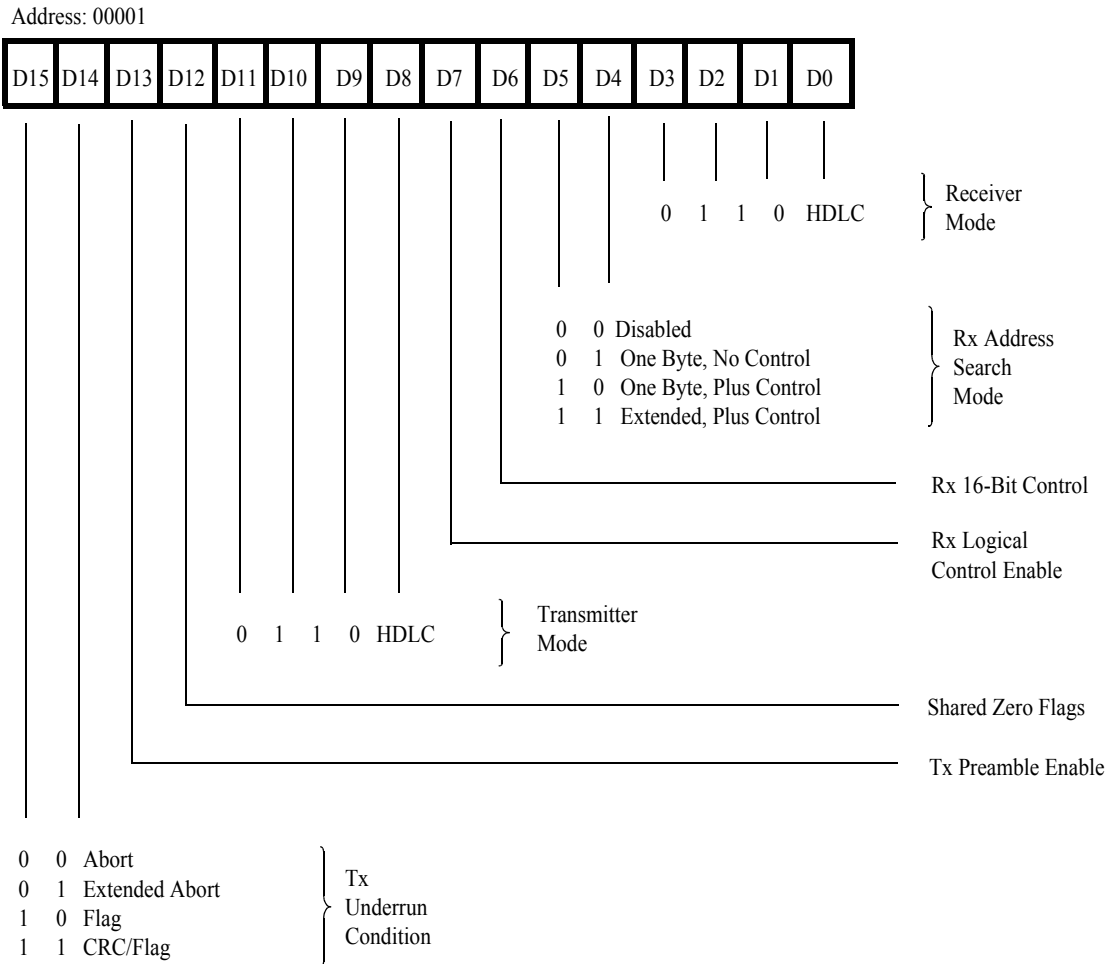 Address: 00001
D15 D14 D13 D12 D11 D10 D9 D8 D7 D6 D5 D4 D3 D2 D1 D0
0 1 1 0 HDLC
Receiver
Mode
0 0 Disabled
0 1 One Byte, No Control
1 0 One Byte, Plus Control
1 1 Extended, Plus Control
Rx Address
Search
Mode
Rx 16-Bit Control
Rx Logical
Control Enable
0 1 1 0 HDLC
Transmitter
Mode
Shared Zero Flags
Tx Preamble Enable
0 0 Abort
0 1 Extended Abort
1 0 Flag
1 1 CRC/Flag
Tx
Underrun
Condition